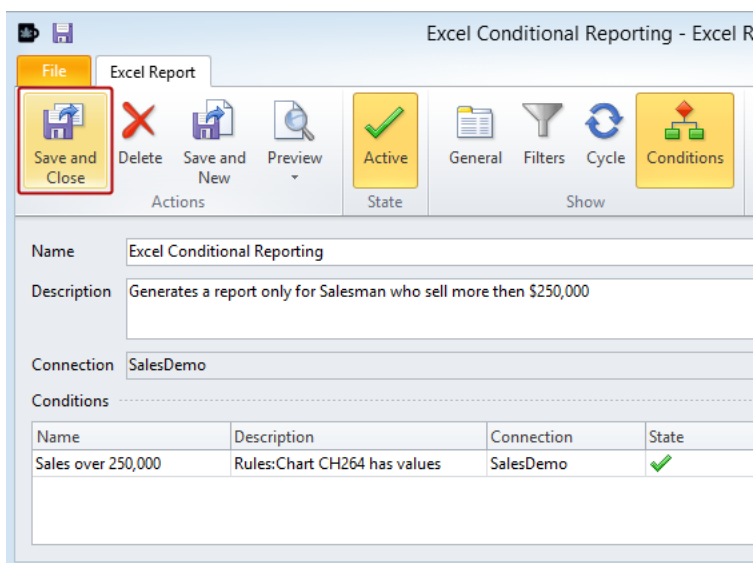 Excel Conditional Reporting - Excel R
File
Excel Report
Save and Close
Delete
Save and New
Preview
Active
General
Filters
Cycle
Conditions
Actions
State
Show
Name
Excel Conditional Reporting
Description
Generates a report only for Salesman who sell more then $250,000
Connection
SalesDemo
Conditions
Name Description Connection State
Sales over 250,000 Rules:Chart CH264 has values SalesDemo